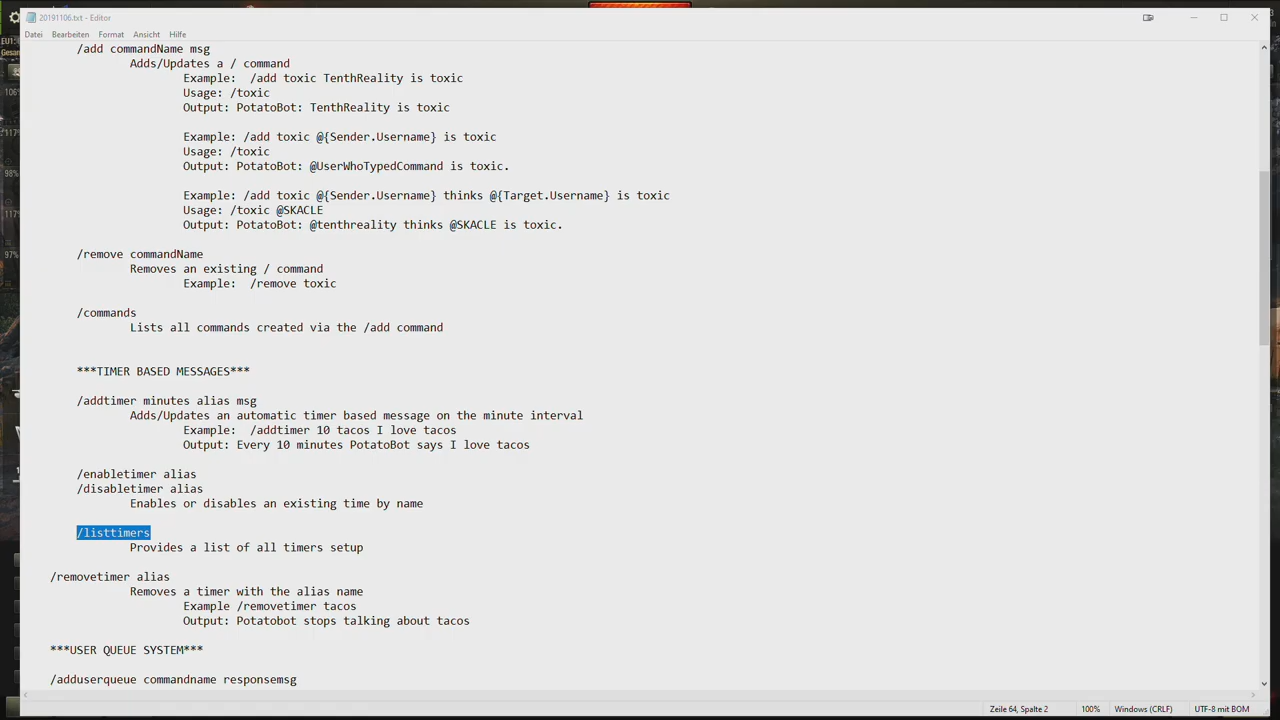 20191106.txt - Editor
Datei Bearbeiten Format Ansicht Hilfe
/add commandName msg
Adds/Updates a / command
Example: /add toxic TenthReality is toxic
Usage: /toxic
Output: PotatoBot: TenthReality is toxic
Example: /add toxic @{Sender.Username} is toxic
Usage: /toxic
Output: PotatoBot: @UserWhoTypedCommand is toxic.
Example: /add toxic @{Sender.Username} thinks @{Target.Username} is toxic
Usage: /toxic @SKACLE
Output: PotatoBot: @tenthreality thinks @SKACLE is toxic.
/remove commandName
Removes an existing / command
Example: /remove toxic
/commands
Lists all commands created via the /add command
***TIMER BASED MESSAGES***
/addtimer minutes alias msg
Adds/Updates an automatic timer based message on the minute interval
Example: /addtimer 10 tacos I love tacos
Output: Every 10 minutes PotatoBot says I love tacos
/enabletimer alias
/disabletimer alias
Enables or disables an existing time by name
/listtimers
Provides a list of all timers setup
/removetimer alias
Removes a timer with the alias name
Example /removetimer tacos
Output: Potatobot stops talking about tacos
***USER QUEUE SYSTEM***
/adduserqueue commandname responsemsg
Zeile 64, Spalte 2 100% Windows (CRLF) UTF-8 mit BOM